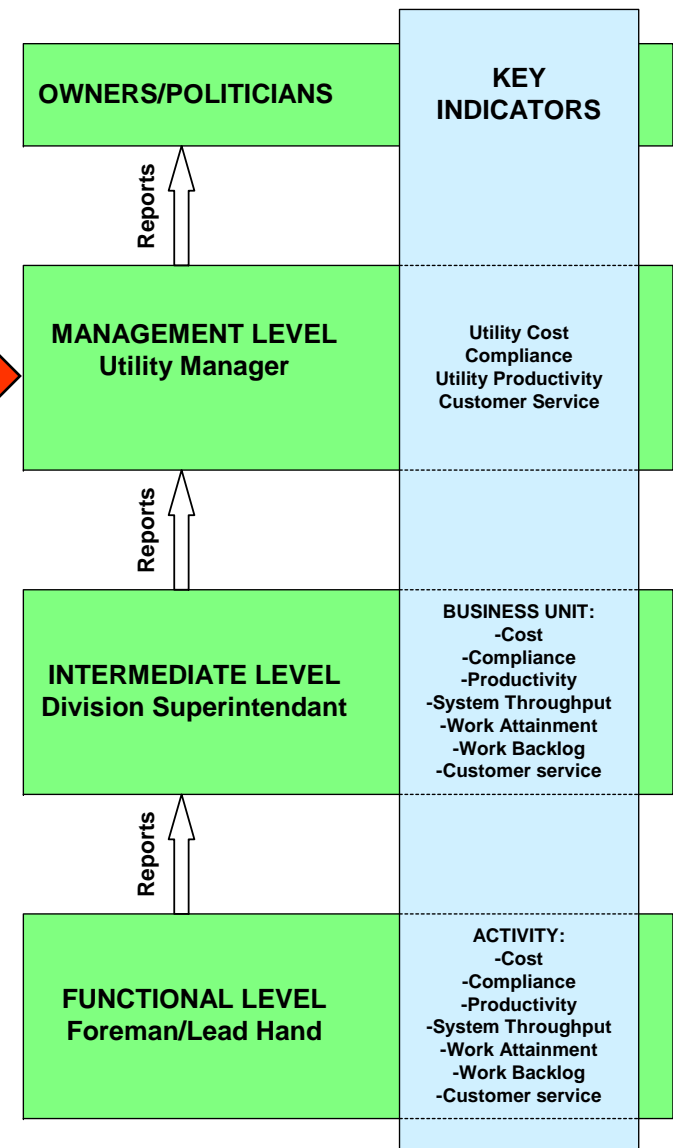 OWNERS/POLITICIANS
KEY
INDICATORS
Reports
MANAGEMENT LEVEL
Utility Manager
Utility Cost
Compliance
Utility Productivity
Customer Service
Reports
INTERMEDIATE LEVEL
Division Superintendant
BUSINESS UNIT:
-Cost
-Compliance
-Productivity
-System Throughput
-Work Attainment
-Work Backlog
-Customer service
Reports
FUNCTIONAL LEVEL
Foreman/Lead Hand
ACTIVITY:
-Cost
-Compliance
-Productivity
-System Throughput
-Work Attainment
-Work Backlog
-Customer service